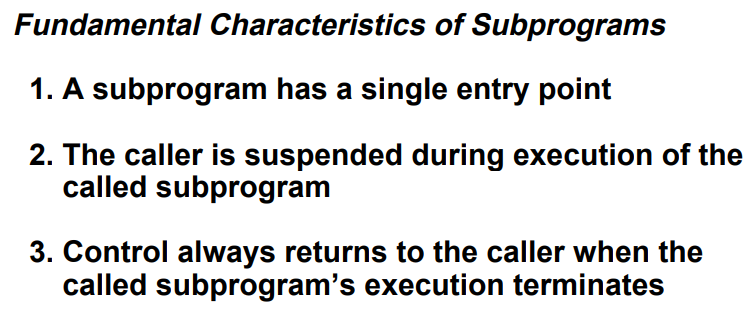 Fundamental Characteristics of Subprograms
1. A subprogram has a single entry point
2. The caller is suspended during execution of the
called subprogram
3. Control always returns to the caller when the
called subprogram’s execution terminates